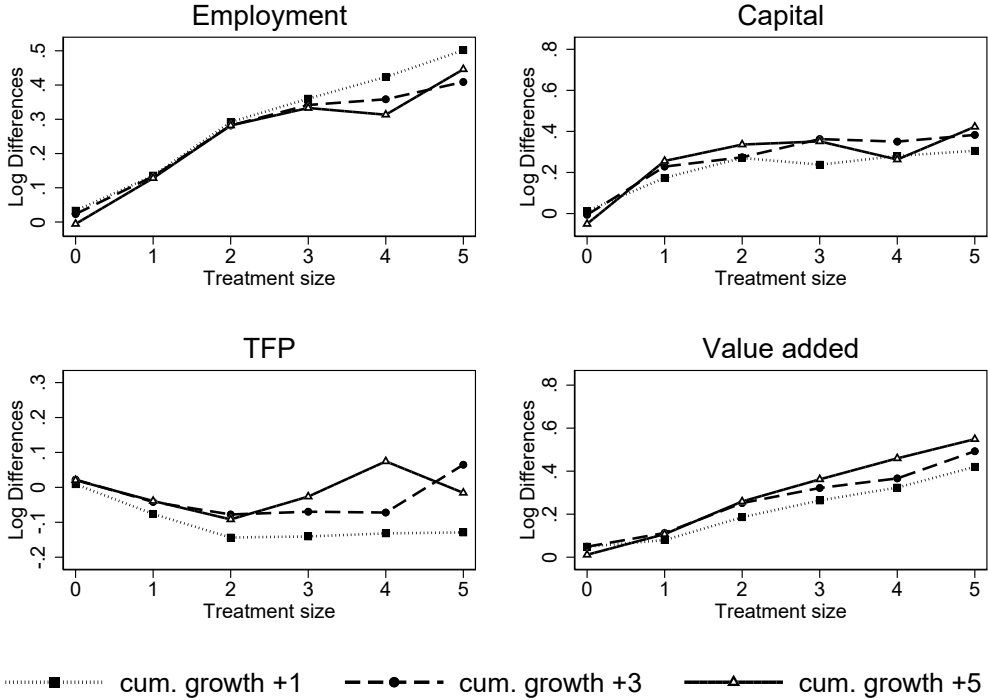 Employment
Log Differences
.5
.4
.3
.2
.1
0
0 1 2 3 4 5
Treatment size
Capital
Log Differences
.8
.6
.4
.2
0
0 1 2 3 4 5
Treatment size
TFP
Log Differences
.3
.2
.1
0
-.1
-.2
0 1 2 3 4 5
Treatment size
Value added
Log Differences
.8
.6
.4
.2
0
0 1 2 3 4 5
Treatment size
cum. growth +1 cum. growth +3 cum. growth +5